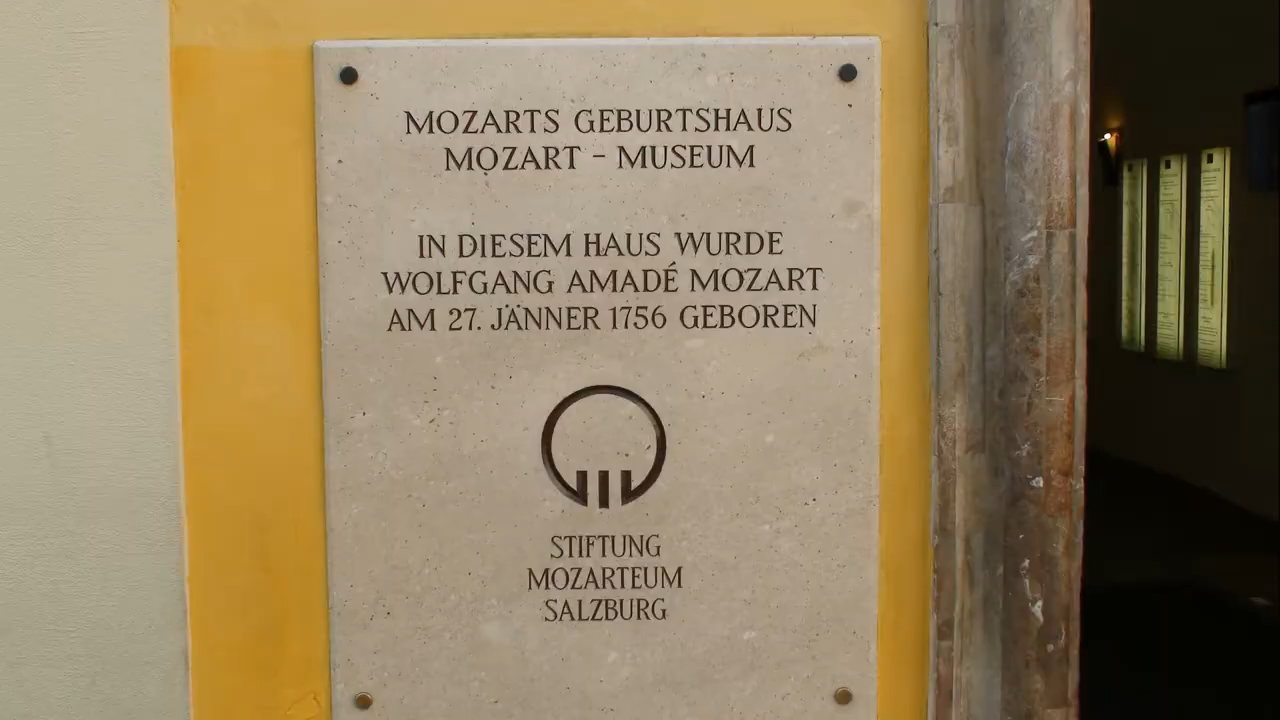 MOZARTS GEBURTSHAUS
MOZART - MUSEUM
IN DIESEM HAUS WURDE
WOLFGANG AMADÉ MOZART
AM 27. JÄNNER 1756 GEBOREN
STIFTUNG
MOZARTEUM
SALZBURG